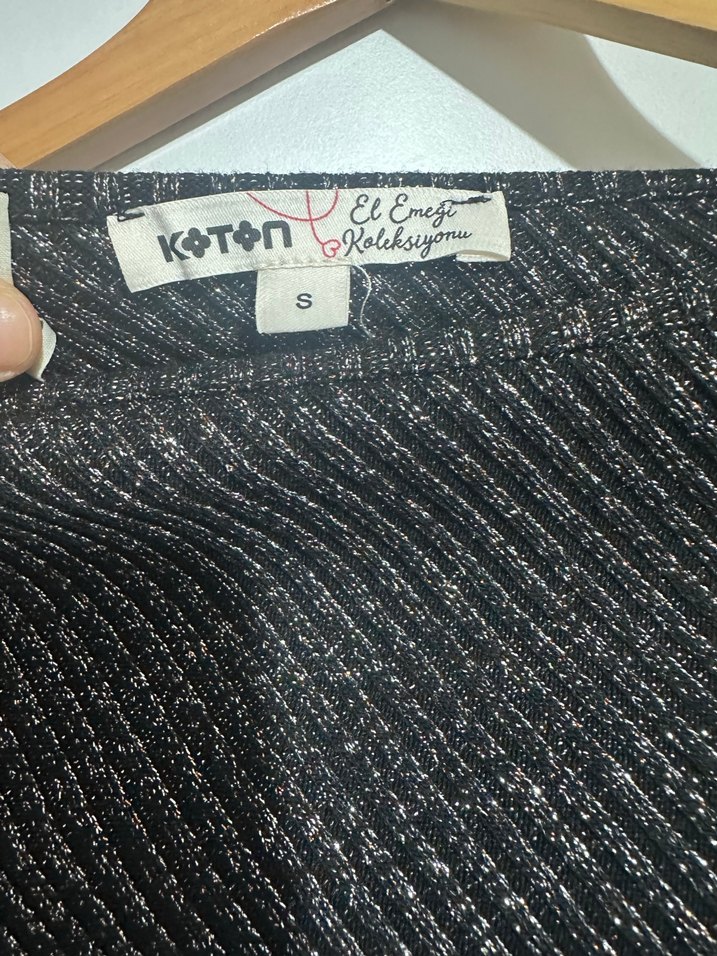 KOTON
El Emeği
Koleksiyonu
S